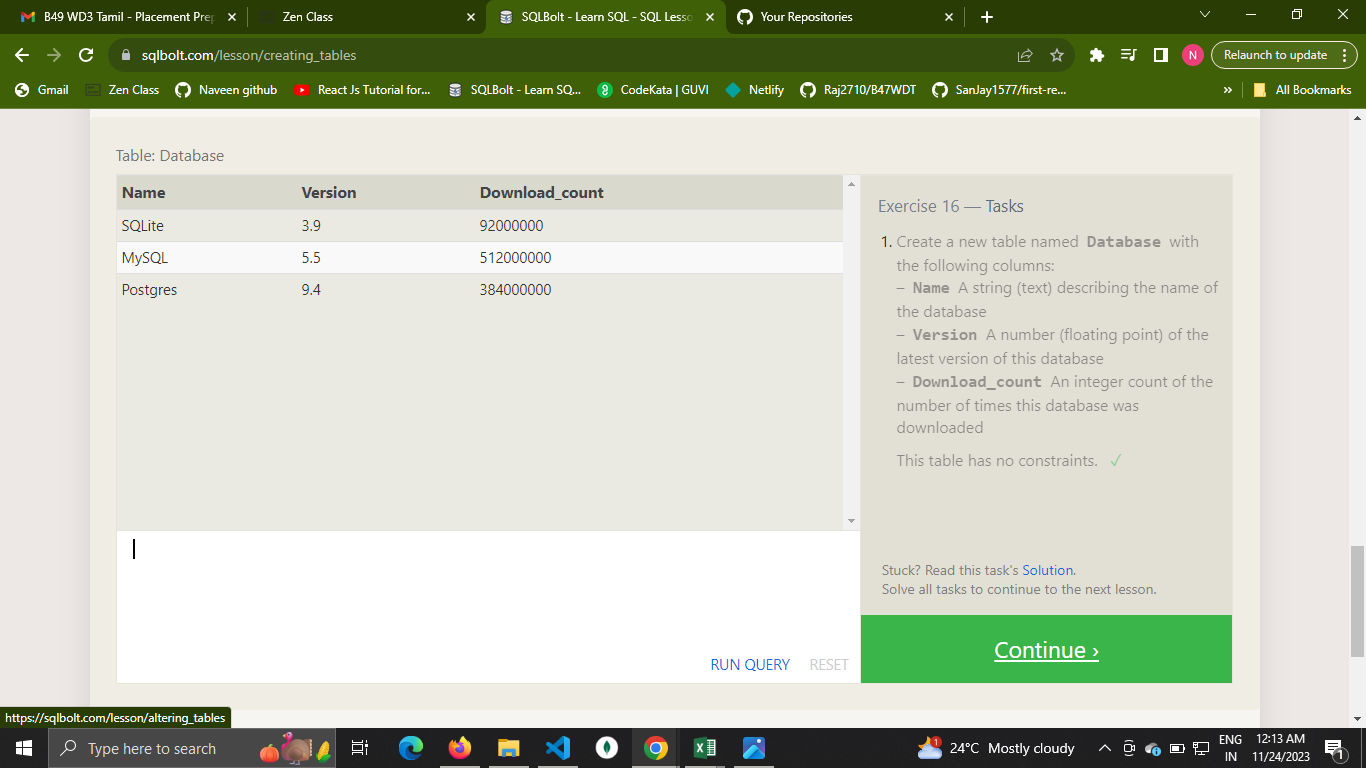 B49 WD3 Tamil - Placement Prep
Zen Class
SQLBolt - Learn SQL - SQL Lesso
Your Repositories
sqlbolt.com/lesson/creating_tables
N
Relaunch to update
Gmail
Zen Class
Naveen github
React Js Tutorial for...
SQLBolt - Learn SQ...
CodeKata | GUVI
Netlify
Raj2710/B47WDT
SanJay1577/first-re...
»
All Bookmarks
Table: Database
Name Version Download_count
SQLite 3.9 92000000
MySQL 5.5 512000000
Postgres 9.4 384000000
Exercise 16 — Tasks
1. Create a new table named Database with
the following columns:
– Name A string (text) describing the name of
the database
– Version A number (floating point) of the
latest version of this database
– Download_count An integer count of the
number of times this database was
downloaded
This table has no constraints. ✓
Stuck? Read this task's Solution.
Solve all tasks to continue to the next lesson.
RUN QUERY RESET
Continue ›
https://sqlbolt.com/lesson/altering_tables
Type here to search
1
24°C Mostly cloudy
ENG
IN
12:13 AM
11/24/2023
1